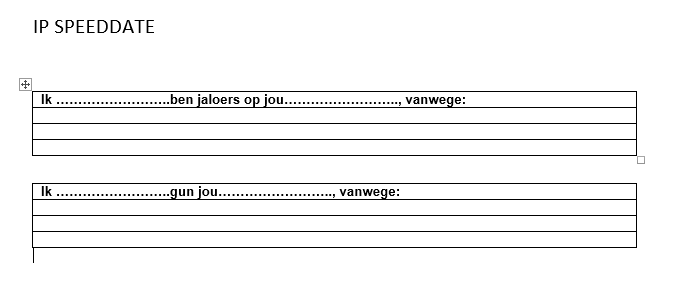 IP SPEEDDATE
Ik ………………………..ben jaloers op jou…………………….., vanwege:
Ik ……………………..gun jou…………………….., vanwege: